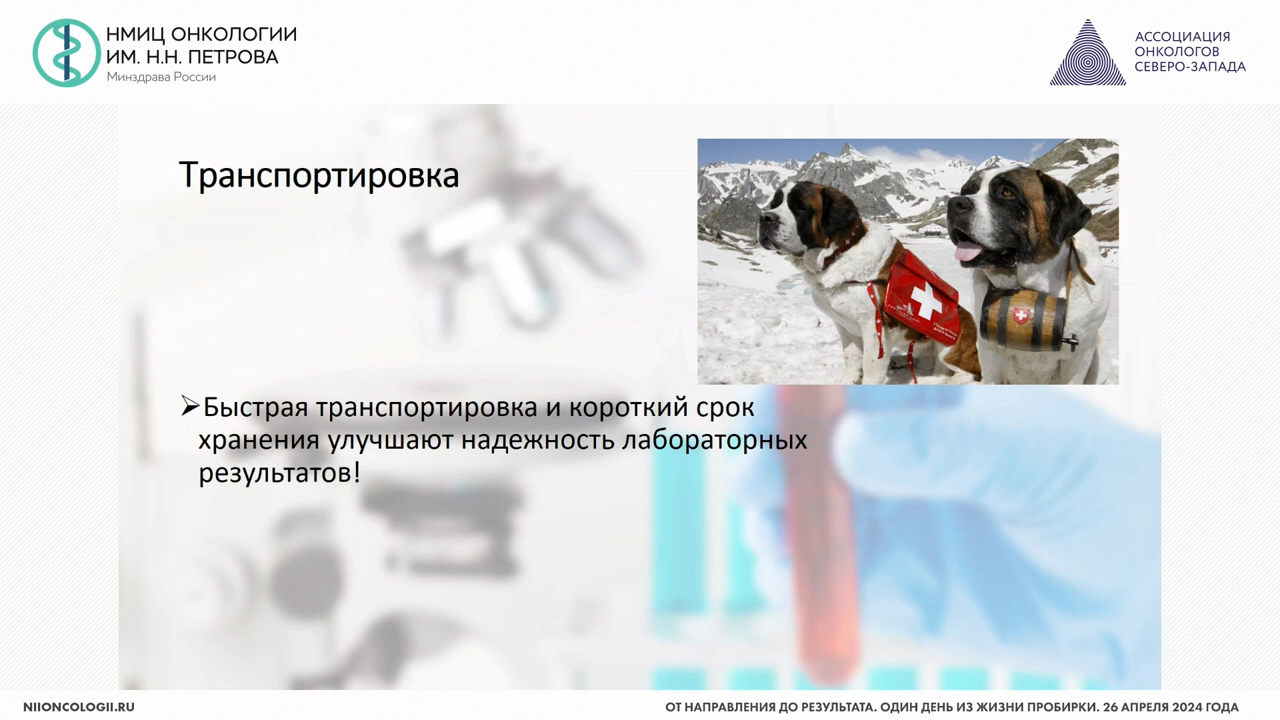 НМИЦ ОНКОЛОГИИ
ИМ. Н.Н. ПЕТРОВА
Минздрава России
АССОЦИАЦИЯ
ОНКОЛОГОВ
СЕВЕРО-ЗАПАДА
Транспортировка
➢Быстрая транспортировка и короткий срок
хранения улучшают надежность лабораторных
результатов!
NIIONCOLOGII.RU
ОТ НАПРАВЛЕНИЯ ДО РЕЗУЛЬТАТА. ОДИН ДЕНЬ ИЗ ЖИЗНИ ПРОБИРКИ. 26 АПРЕЛЯ 2024 ГОДА